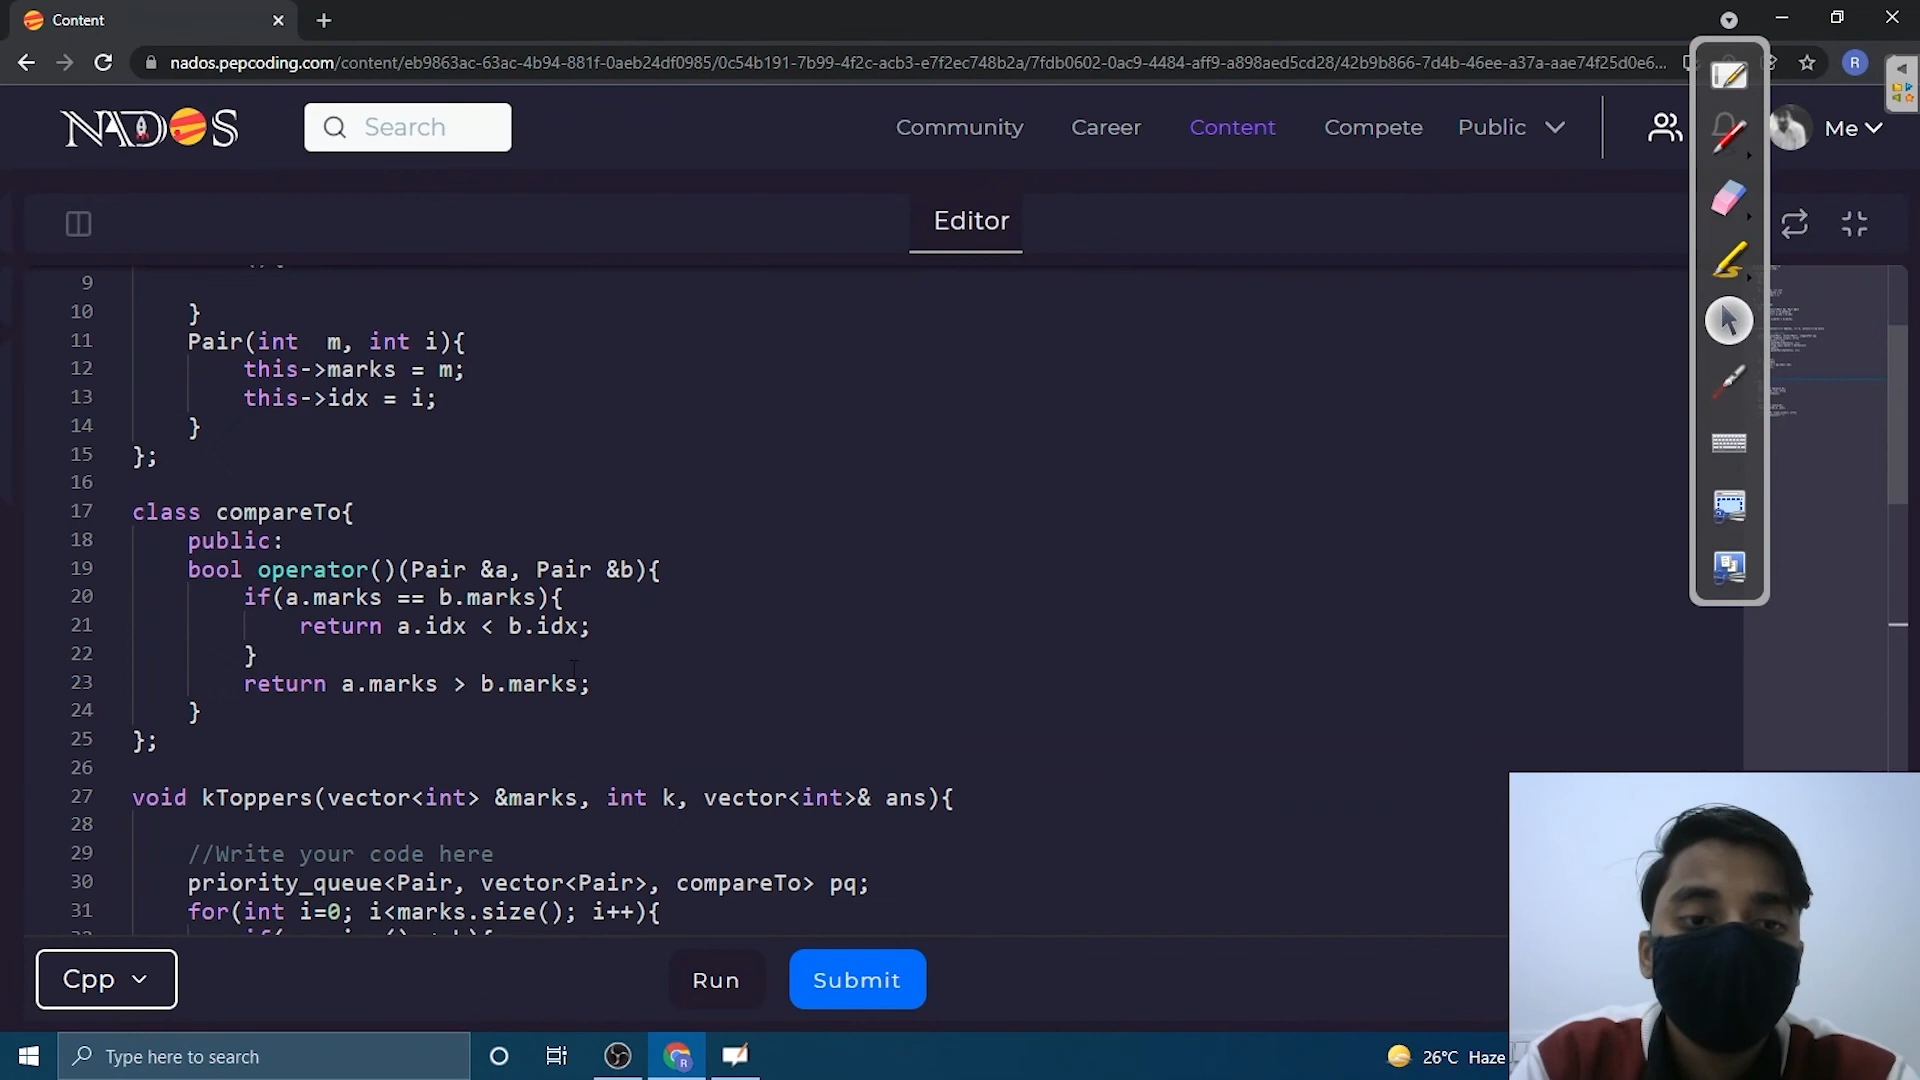 Content
nados.pepcoding.com/content/eb9863ac-63ac-4b94-881f-0aeb24df0985/0c54b191-7b99-4f2c-acb3-e7f2ec748b2a/7fdb0602-0ac9-4484-aff9-a898aed5cd28/42b9b866-7d4b-46ee-a37a-aae74f25d0e6...
R
NADOS
Search
Community
Career
Content
Compete
Public
Me
Editor
9
10 }
11 Pair(int  m, int i){
12 this->marks = m;
13 this->idx = i;
14 }
15 };
16
17 class compareTo{
18 public:
19 bool operator()(Pair &a, Pair &b){
20 if(a.marks == b.marks){
21 return a.idx < b.idx;
22 }
23 return a.marks > b.marks;
24 }
25 };
26
27 void kToppers(vector<int> &marks, int k, vector<int>& ans){
28
29 //Write your code here
30 priority_queue<Pair, vector<Pair>, compareTo> pq;
31 for(int i=0; i<marks.size(); i++){
Cpp
Run
Submit
Type here to search
26°C Haze